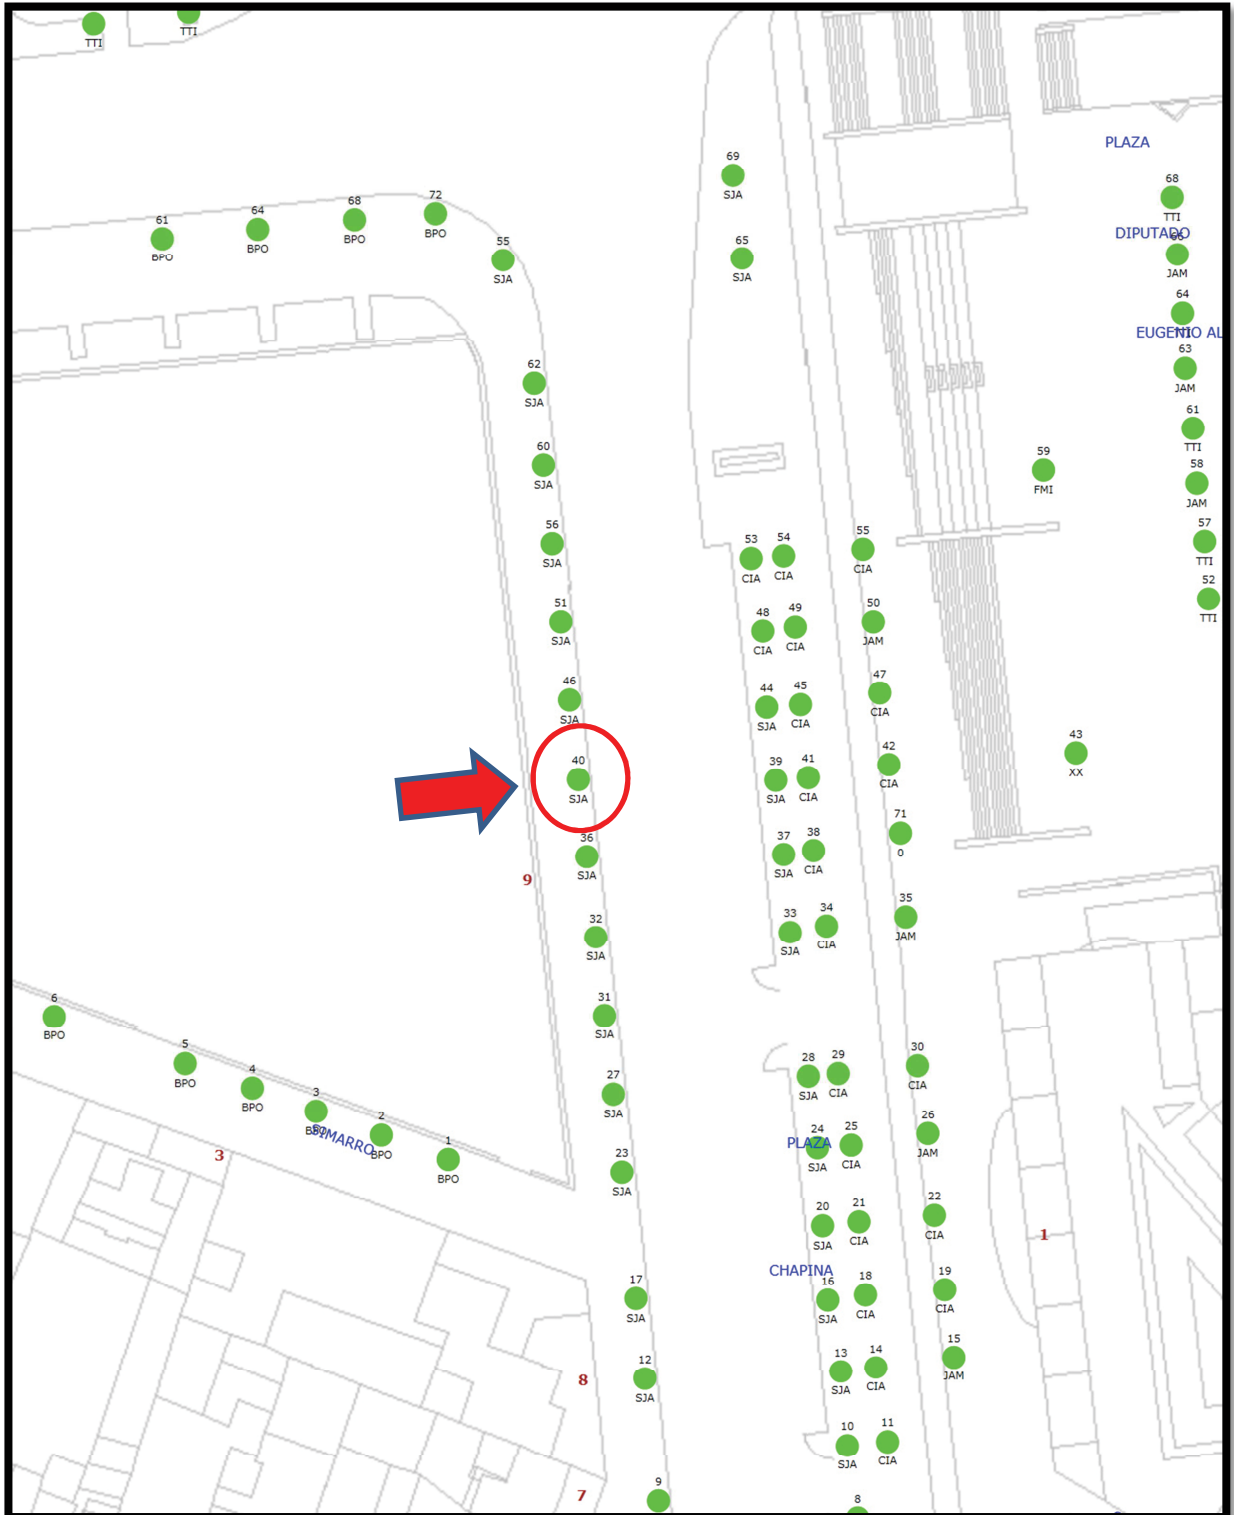 TTI
TTI
PLAZA
69
SJA
68
TTI
61
BPO
64
BPO
68
BPO
72
BPO
55
SJA
65
SJA
DIPUTADO
66
JAM
64
EUGENIO AL
63
JAM
62
SJA
61
TTI
60
SJA
59
FMI
58
JAM
56
SJA
53
CIA
54
CIA
55
CIA
57
TTI
52
TTI
51
SJA
48
CIA
49
CIA
50
JAM
46
SJA
44
SJA
45
CIA
47
CIA
43
XX
40
SJA
39
SJA
41
CIA
42
CIA
36
SJA
37
SJA
38
CIA
71
0
9
32
SJA
33
SJA
34
CIA
35
JAM
6
BPO
31
SJA
5
BPO
4
BPO
3
2
BPO
1
BPO
SIMARRO
3
27
SJA
28
SJA
29
CIA
30
CIA
23
SJA
24
SJA
PLAZA
25
CIA
26
JAM
20
SJA
21
CIA
22
CIA
1
CHAPINA
17
SJA
16
SJA
18
CIA
19
CIA
12
SJA
13
SJA
14
CIA
15
JAM
8
10
SJA
11
CIA
7
9
8